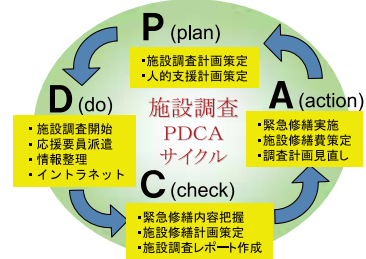 P (plan)
・施設調査計画策定
・人的支援計画策定
D (do)
・施設調査開始
・応援要員派遣
・情報整理
・イントラネット
施設調査
PDCA
サイクル
A (action)
・緊急修繕実施
・施設修繕費策定
・調査計画見直し
C (check)
・緊急修繕内容把握
・施設修繕計画策定
・施設調査レポート作成